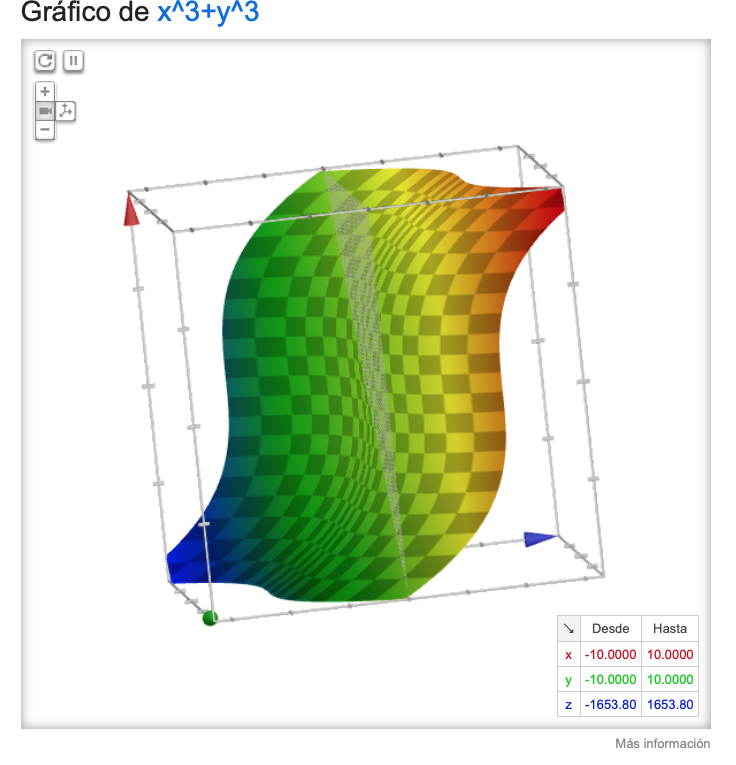 Gráfico de x^3+y^3
Desde Hasta
x -10.0000 10.0000
y -10.0000 10.0000
z -1653.80 1653.80
Más información